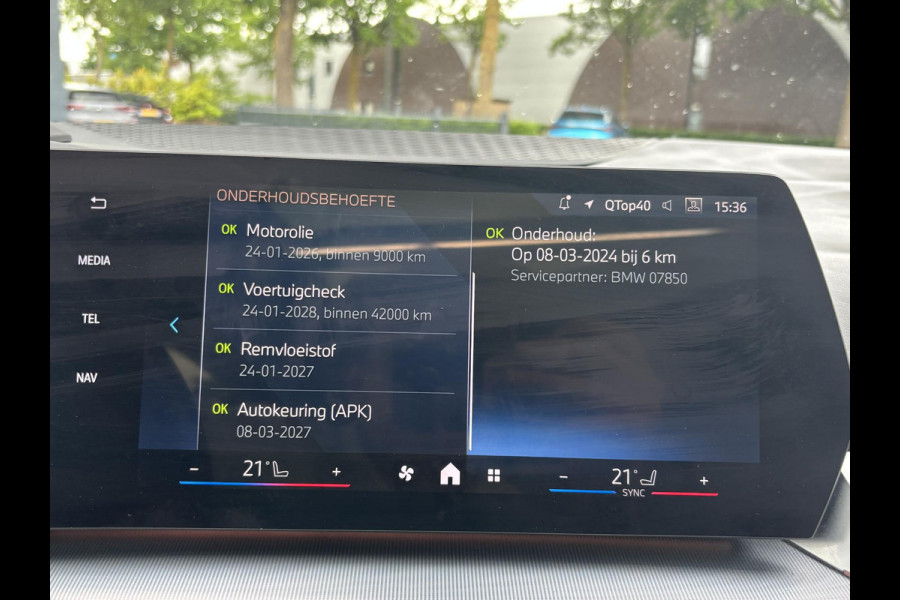 ONDERHOUDSBEHOEFTE
QTop40 15:36
MEDIA
TEL
NAV
OK Motorolie
24-01-2026, binnen 9000 km
OK Voertuigcheck
24-01-2028, binnen 42000 km
OK Remvloeistof
24-01-2027
OK Autokeuring (APK)
08-03-2027
OK Onderhoud:
Op 08-03-2024 bij 6 km
Servicepartner: BMW 07850
− 21° +
− 21° +
SYNC